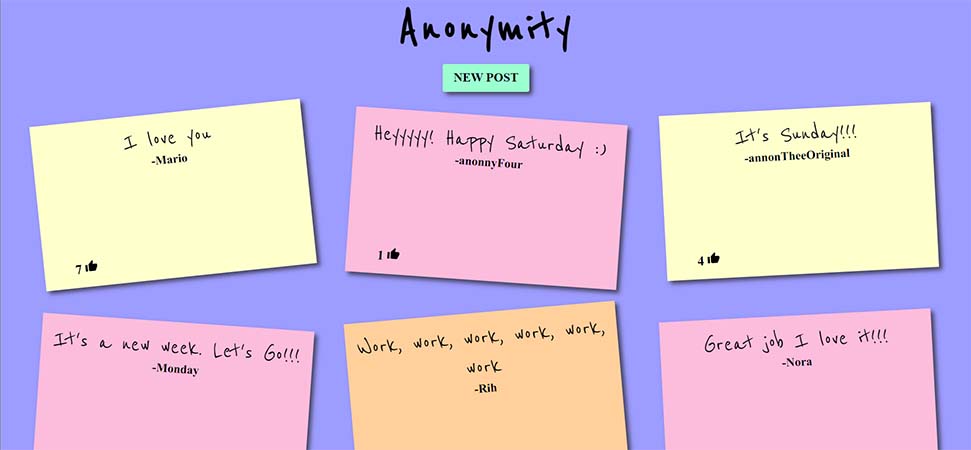 Anonymity
NEW POST
I love you
-Mario
7
Heyyyyy! Happy Saturday :)
-anonnyFour
1
It's Sunday!!!
-annonTheeOriginal
4
It's a new week. Let's Go!!!
-Monday
Work, work, work, work, work,
work
-Rih
Great job I love it!!!
-Nora